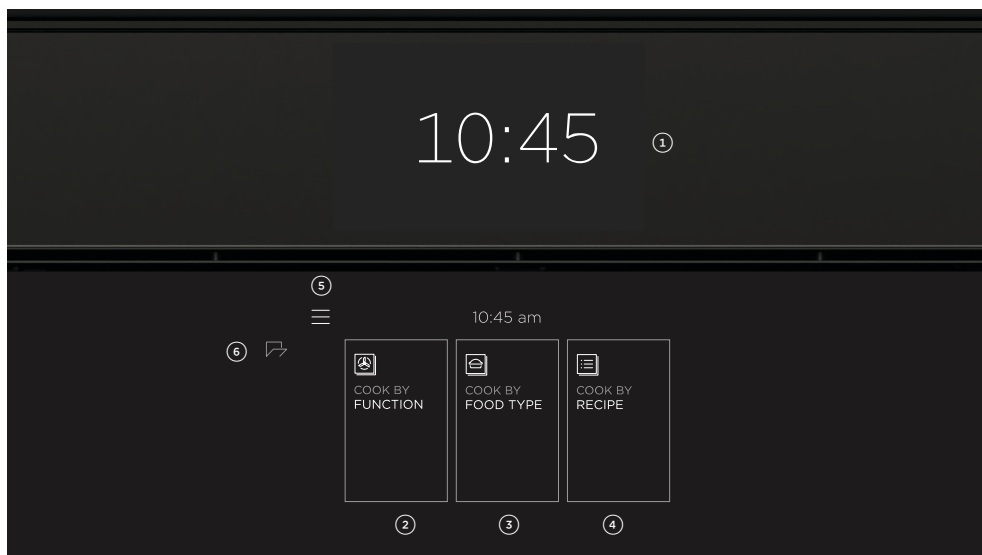 10:45
1
5
10:45 am
6
COOK BY
FUNCTION
COOK BY
FOOD TYPE
COOK BY
RECIPE
2
3
4